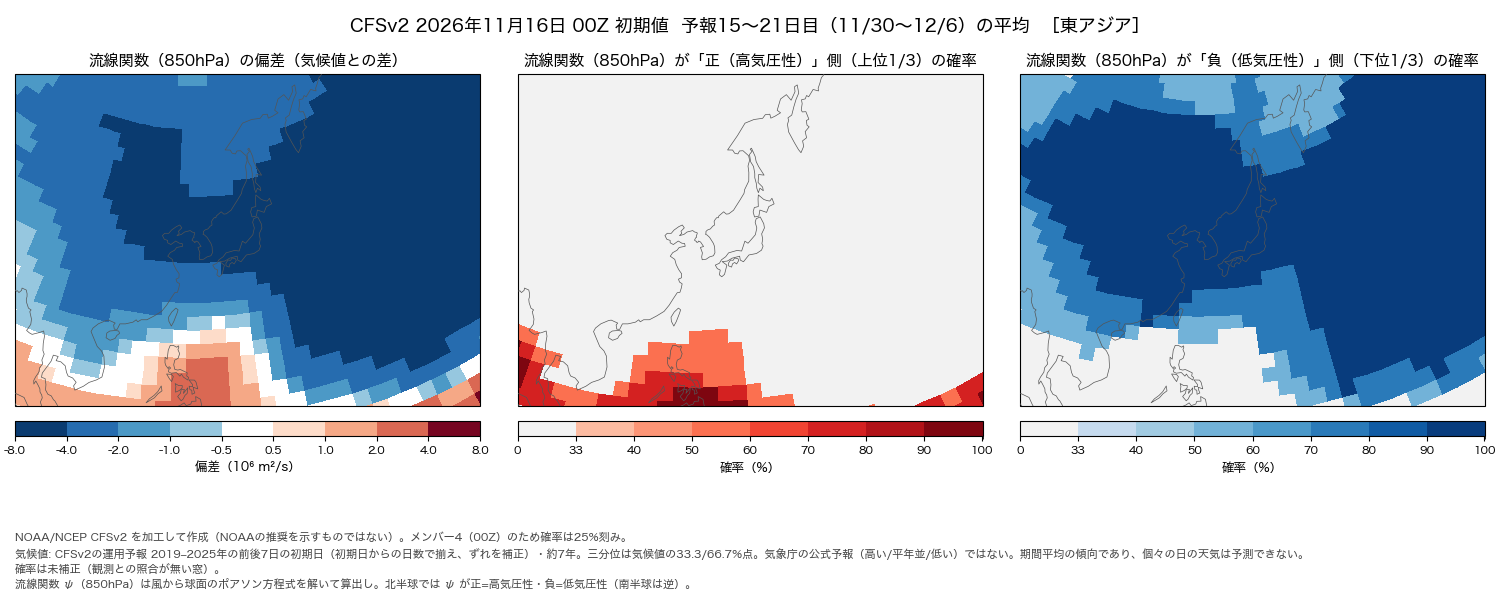 CFSv2 2026年11月16日 00Z 初期値 予報15～21日目（11/30～12/6）の平均 ［東アジア］
流線関数（850hPa）の偏差（気候値との差）
流線関数（850hPa）が「正（高気圧性）」側（上位1/3）の確率
流線関数（850hPa）が「負（低気圧性）」側（下位1/3）の確率
-8.0 -4.0 -2.0 -1.0 -0.5 0.5 1.0 2.0 4.0 8.0
偏差（10⁶ m²/s）
0 33 40 50 60 70 80 90 100
確率（%）
0 33 40 50 60 70 80 90 100
確率（%）
NOAA/NCEP CFSv2 を加工して作成（NOAAの推奨を示すものではない）。メンバー4（00Z）のため確率は25%刻み。
気候値: CFSv2の運用予報 2019–2025年の前後7日の初期日（初期日からの日数で揃え、ずれを補正）・約7年。三分位は気候値の33.3/66.7%点。気象庁の公式予報（高い/平年並/低い）ではない。期間平均の傾向であり、個々の日の天気は予測できない。
確率は未補正（観測との照合が無い窓）。
流線関数 ψ（850hPa）は風から球面のポアソン方程式を解いて算出し。北半球では ψ が正=高気圧性・負=低気圧性（南半球は逆）。